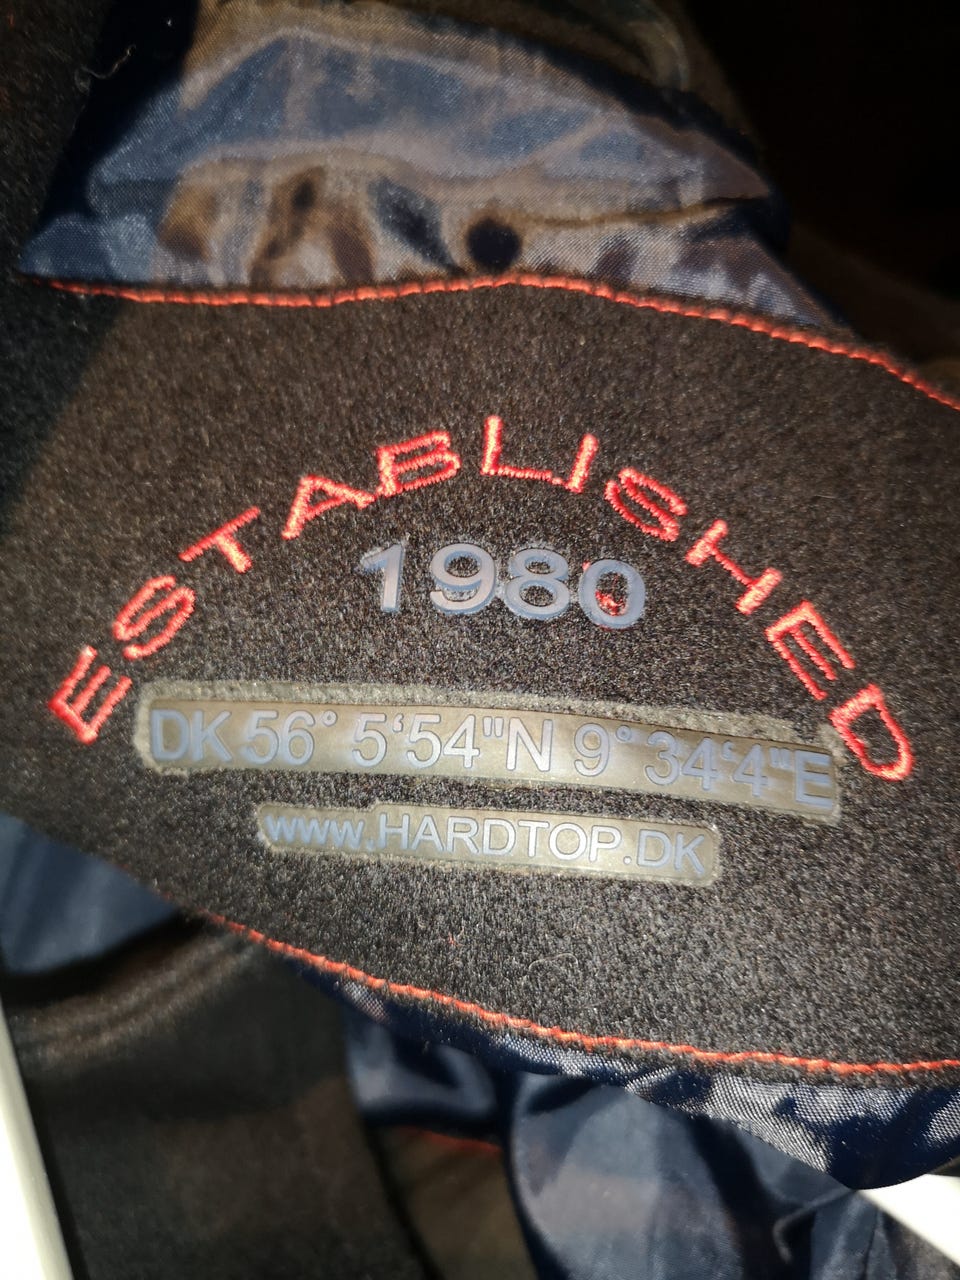 ESTABLISHED
1980
DK 56° 5‘54"N 9° 34‘4"E
www.HARDTOP.DK